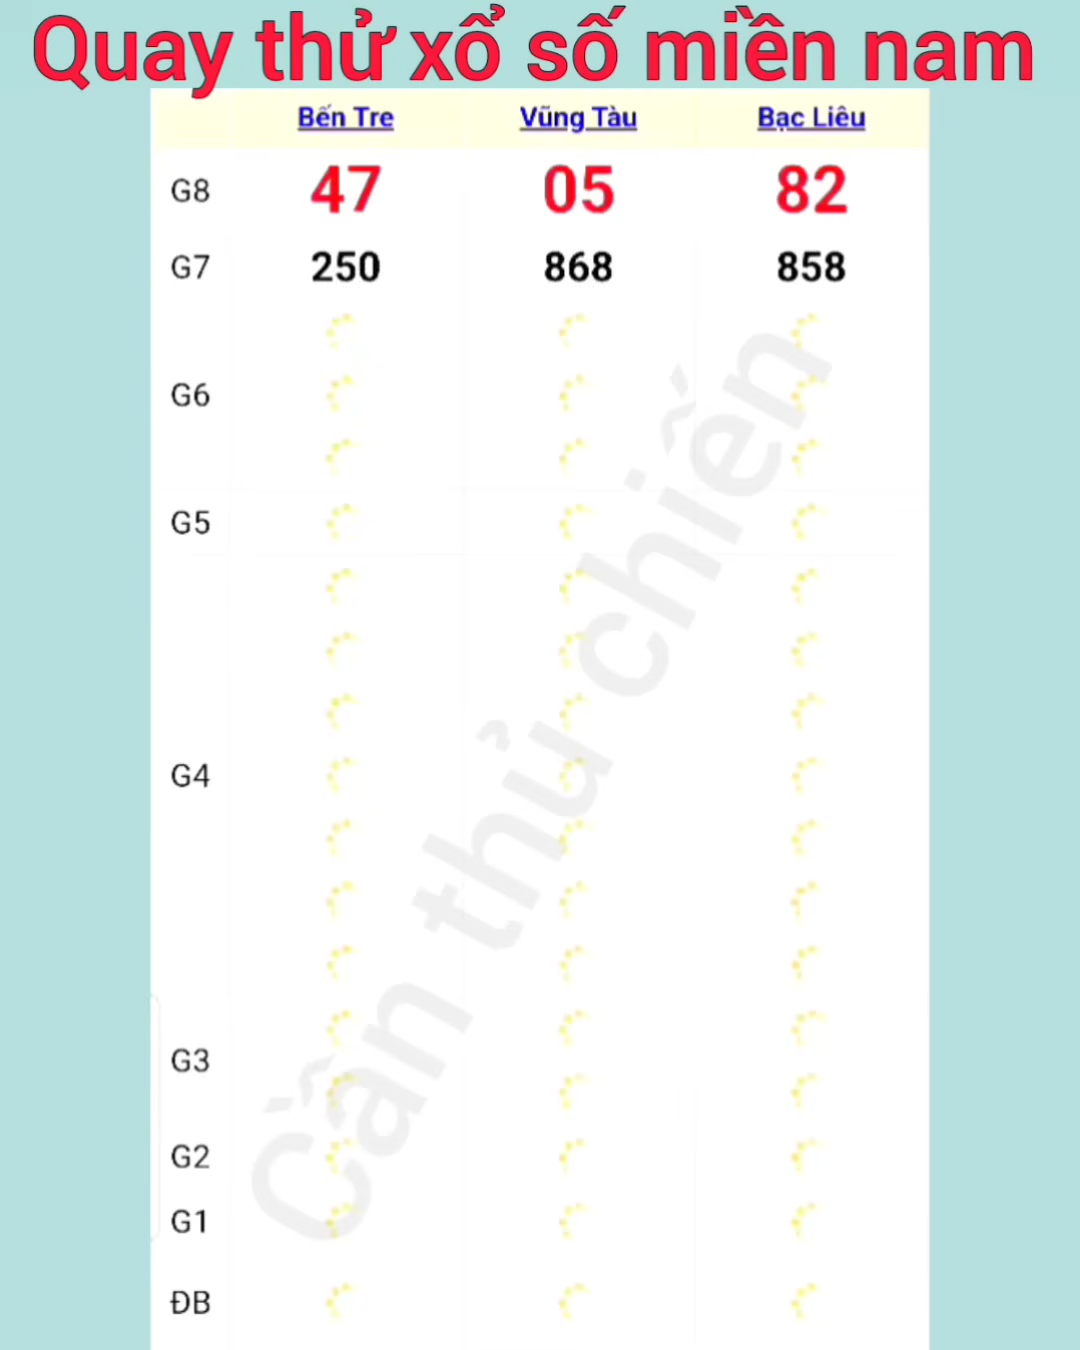 Quay thử xổ số miền nam
Bến Tre Vũng Tàu Bạc Liêu
G8 47 05 82
G7 250 868 858
G6
G5
G4
G3
G2
G1
ĐB
Cần thủ chiến